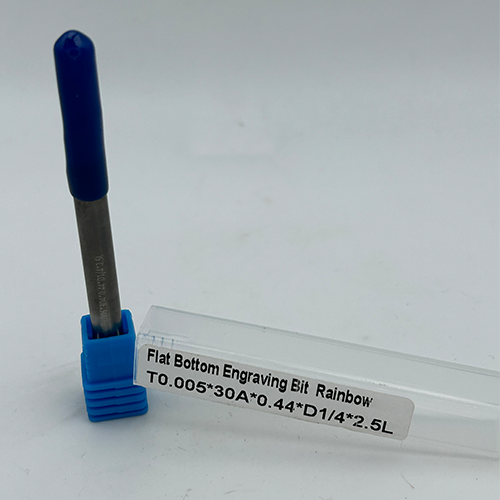 Flat Bottom Engraving Bit Rainbow
T0.005*30A*0.44*D1/4*2.5L